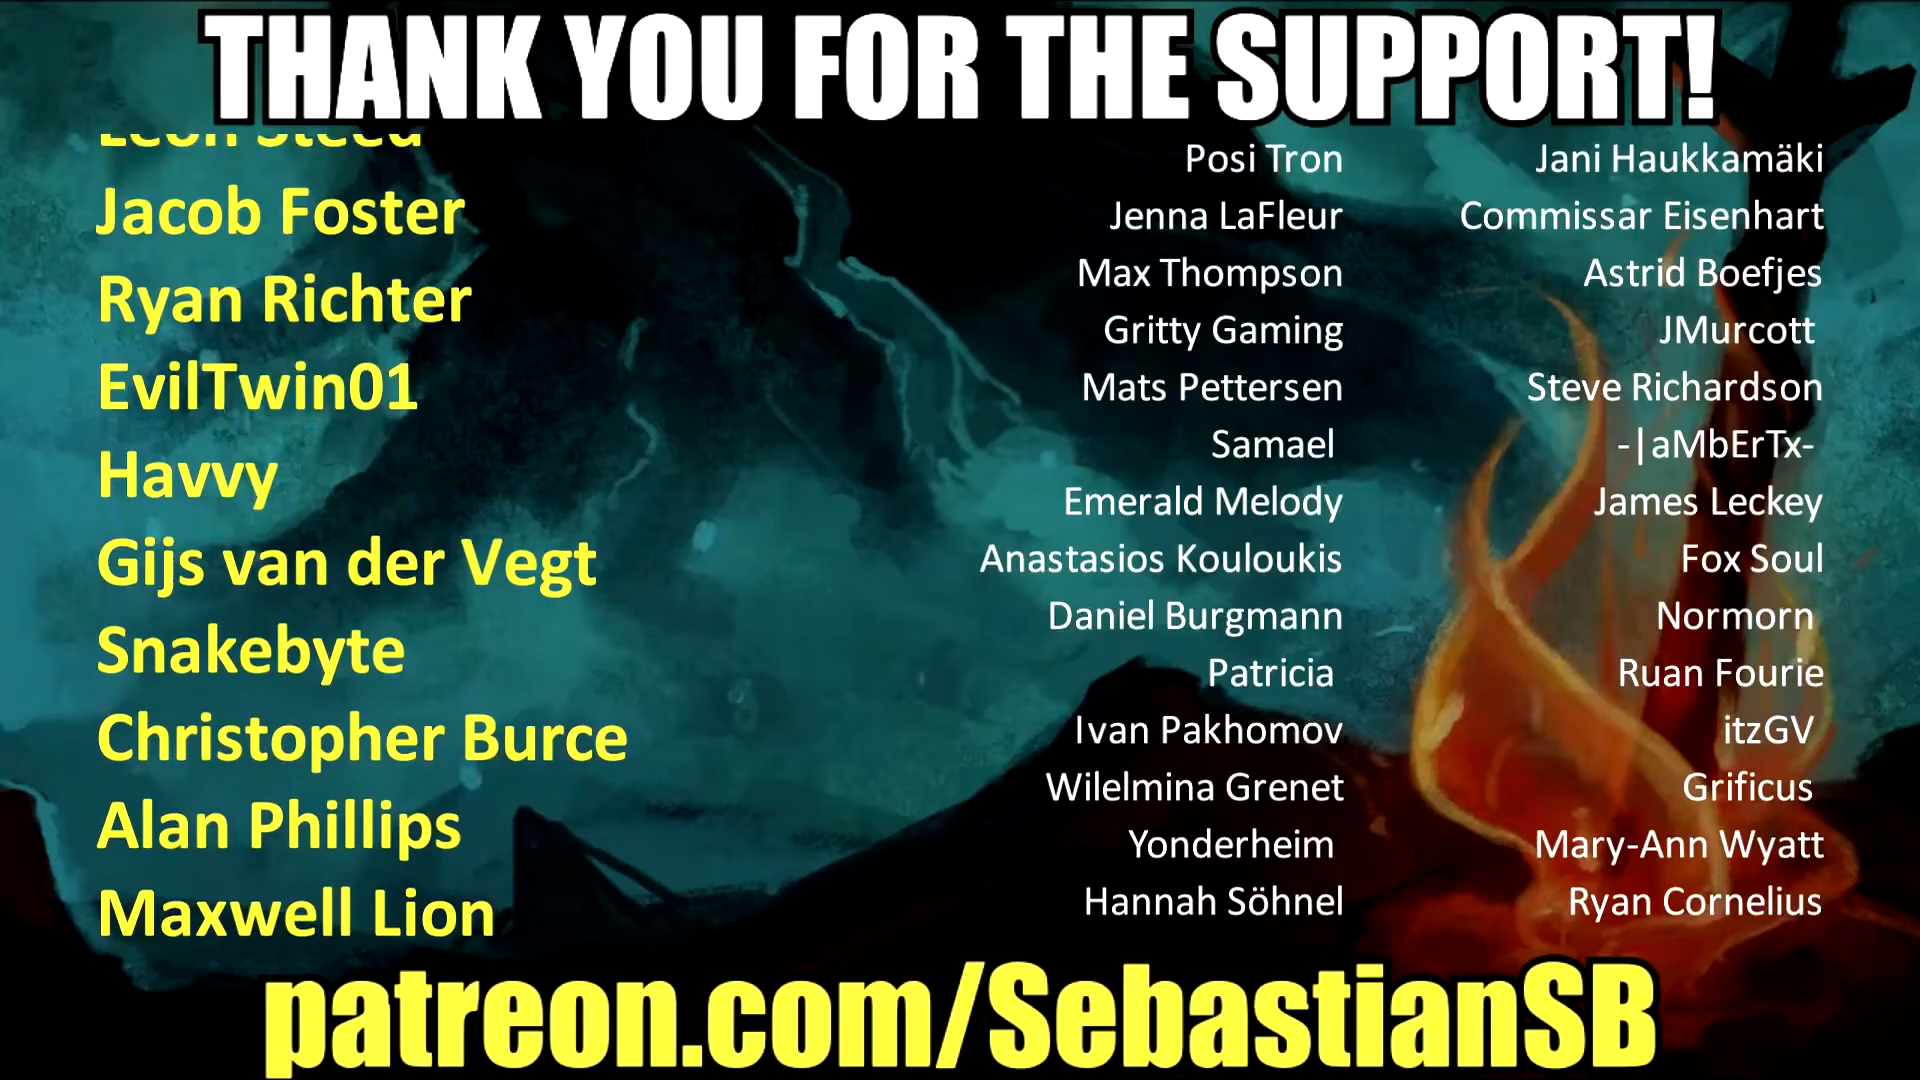 THANK YOU FOR THE SUPPORT!
Jacob Foster
Ryan Richter
EvilTwin01
Havvy
Gijs van der Vegt
Snakebyte
Christopher Burce
Alan Phillips
Maxwell Lion
Posi Tron
Jenna LaFleur
Max Thompson
Gritty Gaming
Mats Pettersen
Samael
Emerald Melody
Anastasios Kouloukis
Daniel Burgmann
Patricia
Ivan Pakhomov
Wilelmina Grenet
Yonderheim
Hannah Söhnel
Jani Haukkamäki
Commissar Eisenhart
Astrid Boefjes
JMurcott
Steve Richardson
-|aMbErTx-
James Leckey
Fox Soul
Normorn
Ruan Fourie
itzGV
Grificus
Mary-Ann Wyatt
Ryan Cornelius
patreon.com/SebastianSB